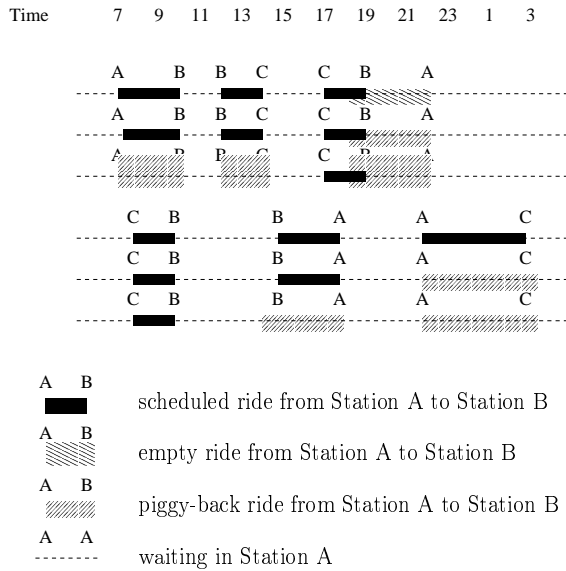 Time 7 9 11 13 15 17 19 21 23 1 3
A B B C C B A
A B B C C B A
A B B C C B A
C B B A A C
C B B A A C
C B B A A C
A B
scheduled ride from Station A to Station B
A B
empty ride from Station A to Station B
A B
piggy-back ride from Station A to Station B
A A
waiting in Station A